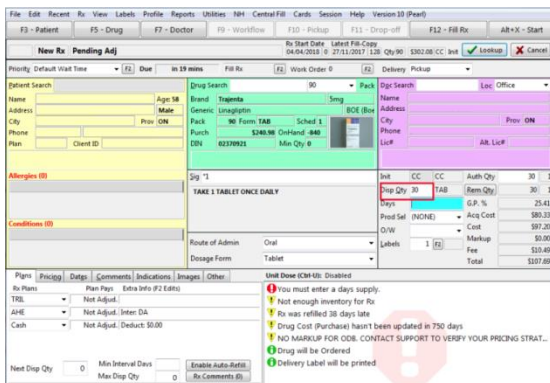 File Edit Recent Rx View Labels Profile Reports Utilities NH Central Fill Cards Session Help Version 10 (Pearl)
F3 - Patient F5 - Drug F7 - Doctor F9 - Workflow F10 - Pickup F11 - Drop-off F12 - Fill Rx Alt+X - Start
New Rx Pending Adj Rx Start Date Latest Fill-Copy
04/04/2018 0 27/11/2017 128 Qty 90 $302.08 CC Init Lookup Cancel
Priority Default Wait Time F2 Due in 19 mins Fill Rx F2 Work Order 0 F2 Delivery Pickup
Patient Search Drug Search 90 Pack Doc Search Loc Office
Name Age: 58 Brand Trajenta 5mg Name
Address Male Generic Linagliptin BOE (Boe Address
City Prov ON Pack 90 Form TAB Sched 1 City Prov ON
Phone Purch $240.98 OnHand -840 Phone
Plan Client ID DIN 02370921 Min Qty 0 Lic# Alt. Lic#
Allergies (0) Sig *1 Init CC CC Auth Qty 30 1
TAKE 1 TABLET ONCE DAILY Disp Qty 30 TAB Rem Qty 30 1
Days G.P. % 25.41
Prod Sel (NONE) Acq Cost $80.33
Conditions (0) O/W Cost $97.20
Route of Admin Oral Labels 1 F2 Markup $0.00
Fee $10.49
Dosage Form Tablet Total $107.69
Plans Pricing Dates Comments Indications Images Other Unit Dose (Ctrl-U): Disabled
Rx Plans Plan Pays Extra Info (F2 Edits) You must enter a days supply.
TRIL Not Adjud. Not enough inventory for Rx
AHE Not Adjud. Inter: DA Rx was refilled 38 days late
Cash Not Adjud. Deduct: $0.00 Drug Cost (Purchase) hasn't been updated in 750 days
NO MARKUP FOR ODB. CONTACT SUPPORT TO VERIFY YOUR PRICING STRAT...
Drug will be Ordered
Delivery Label will be printed
Next Disp Qty 0 Min Interval Days Enable Auto-Refill
Max Disp Qty 0 Rx Comments (0)